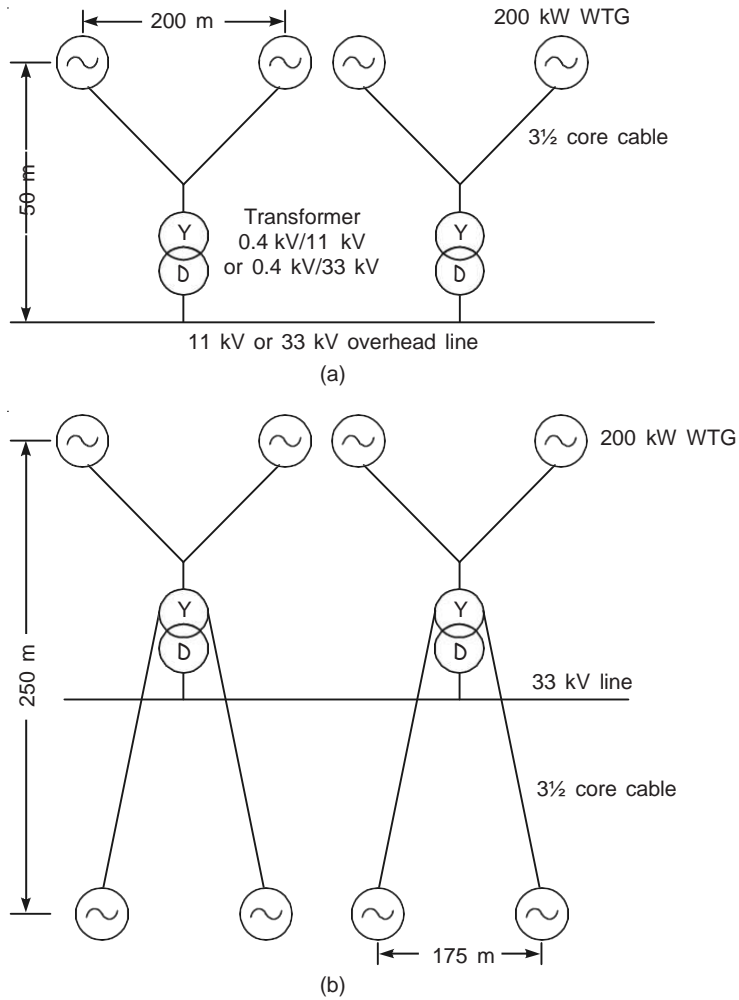 200 m
200 kW WTG
3½ core cable
50 m
Y
D
Transformer
0.4 kV/11 kV
or 0.4 kV/33 kV
Y
D
11 kV or 33 kV overhead line
(a)
200 kW WTG
Y
D
Y
D
250 m
33 kV line
3½ core cable
175 m
(b)